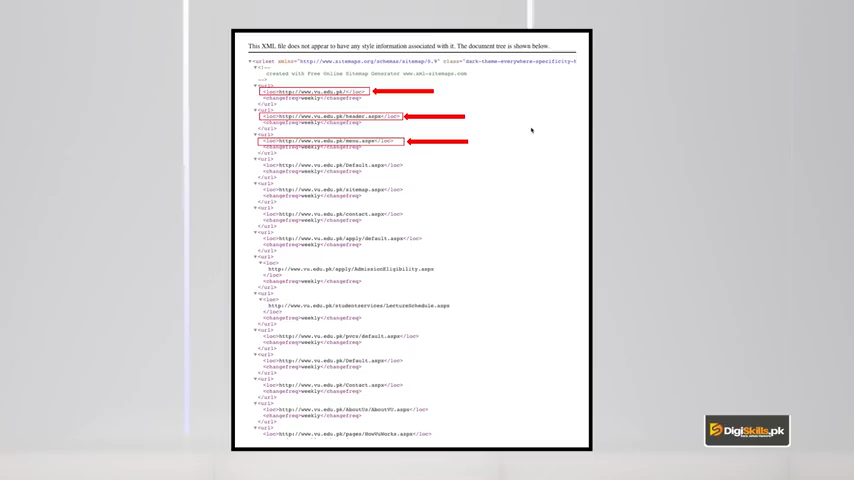 This XML file does not appear to have any style information associated with it. The document tree is shown below.
▼<urlset xmlns="http://www.sitemaps.org/schemas/sitemap/0.9" class="dark-theme-everywhere-specificity-
▼<!--
created with Free Online Sitemap Generator www.xml-sitemaps.com
-->
▼<url>
<loc>http://www.vu.edu.pk/</loc>
<changefreq>weekly</changefreq>
</url>
▼<url>
<loc>http://www.vu.edu.pk/header.aspx</loc>
<changefreq>weekly</changefreq>
</url>
▼<url>
<loc>http://www.vu.edu.pk/menu.aspx</loc>
<changefreq>weekly</changefreq>
</url>
▼<url>
<loc>http://www.vu.edu.pk/Default.aspx</loc>
<changefreq>weekly</changefreq>
</url>
▼<url>
<loc>http://www.vu.edu.pk/sitemap.aspx</loc>
<changefreq>weekly</changefreq>
</url>
▼<url>
<loc>http://www.vu.edu.pk/contact.aspx</loc>
<changefreq>weekly</changefreq>
</url>
▼<url>
<loc>http://www.vu.edu.pk/apply/default.aspx</loc>
<changefreq>weekly</changefreq>
</url>
▼<url>
▼<loc>
http://www.vu.edu.pk/apply/AdmissionEligibility.aspx
</loc>
<changefreq>weekly</changefreq>
</url>
▼<url>
▼<loc>
http://www.vu.edu.pk/studentservices/LectureSchedule.aspx
</loc>
<changefreq>weekly</changefreq>
</url>
▼<url>
<loc>http://www.vu.edu.pk/pvcs/default.aspx</loc>
<changefreq>weekly</changefreq>
</url>
▼<url>
<loc>http://www.vu.edu.pk/Default.aspx</loc>
<changefreq>weekly</changefreq>
</url>
▼<url>
<loc>http://www.vu.edu.pk/Contact.aspx</loc>
<changefreq>weekly</changefreq>
</url>
▼<url>
<loc>http://www.vu.edu.pk/AboutUs/AboutVU.aspx</loc>
<changefreq>weekly</changefreq>
</url>
▼<url>
<loc>http://www.vu.edu.pk/pages/HowVuWorks.aspx</loc>
DigiSkills.pk